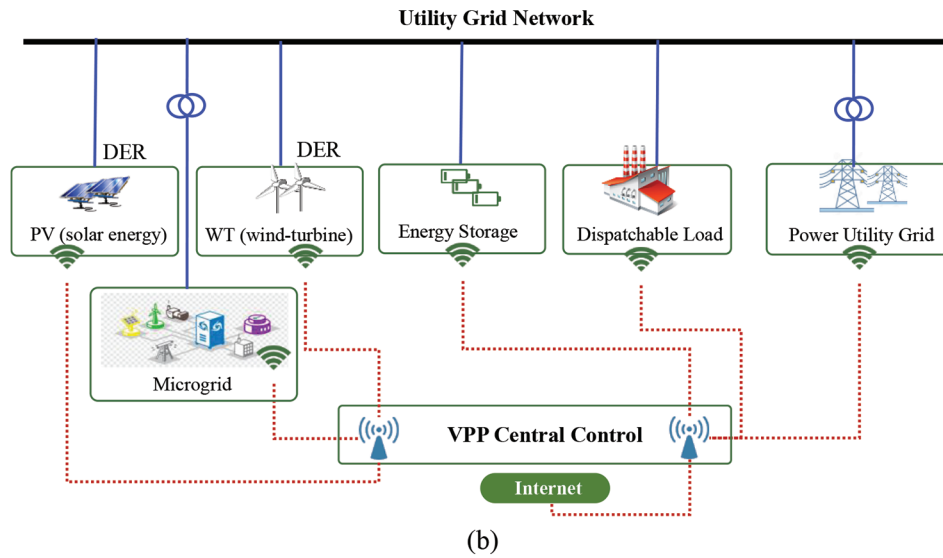 Utility Grid Network
DER
DER
PV (solar energy)
WT (wind-turbine)
Energy Storage
Dispatchable Load
Power Utility Grid
Microgrid
VPP Central Control
Internet
(b)